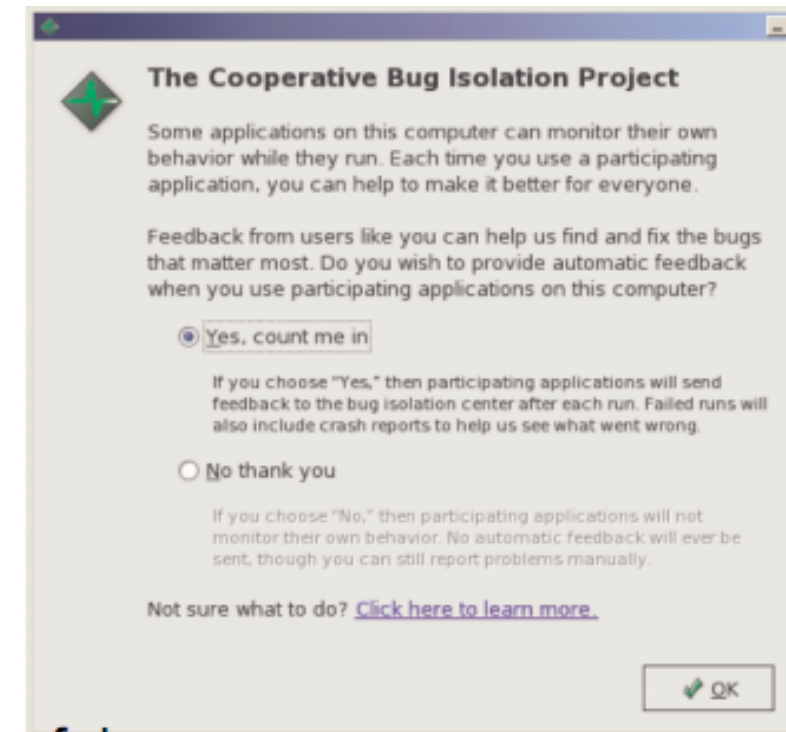 The Cooperative Bug Isolation Project
Some applications on this computer can monitor their own
behavior while they run. Each time you use a participating
application, you can help to make it better for everyone.
Feedback from users like you can help us find and fix the bugs
that matter most. Do you wish to provide automatic feedback
when you use participating applications on this computer?
Yes, count me in
If you choose "Yes," then participating applications will send
feedback to the bug isolation center after each run. Failed runs will
also include crash reports to help us see what went wrong.
No thank you
If you choose "No," then participating applications will not
monitor their own behavior. No automatic feedback will ever be
sent, though you can still report problems manually.
Not sure what to do? Click here to learn more.
OK